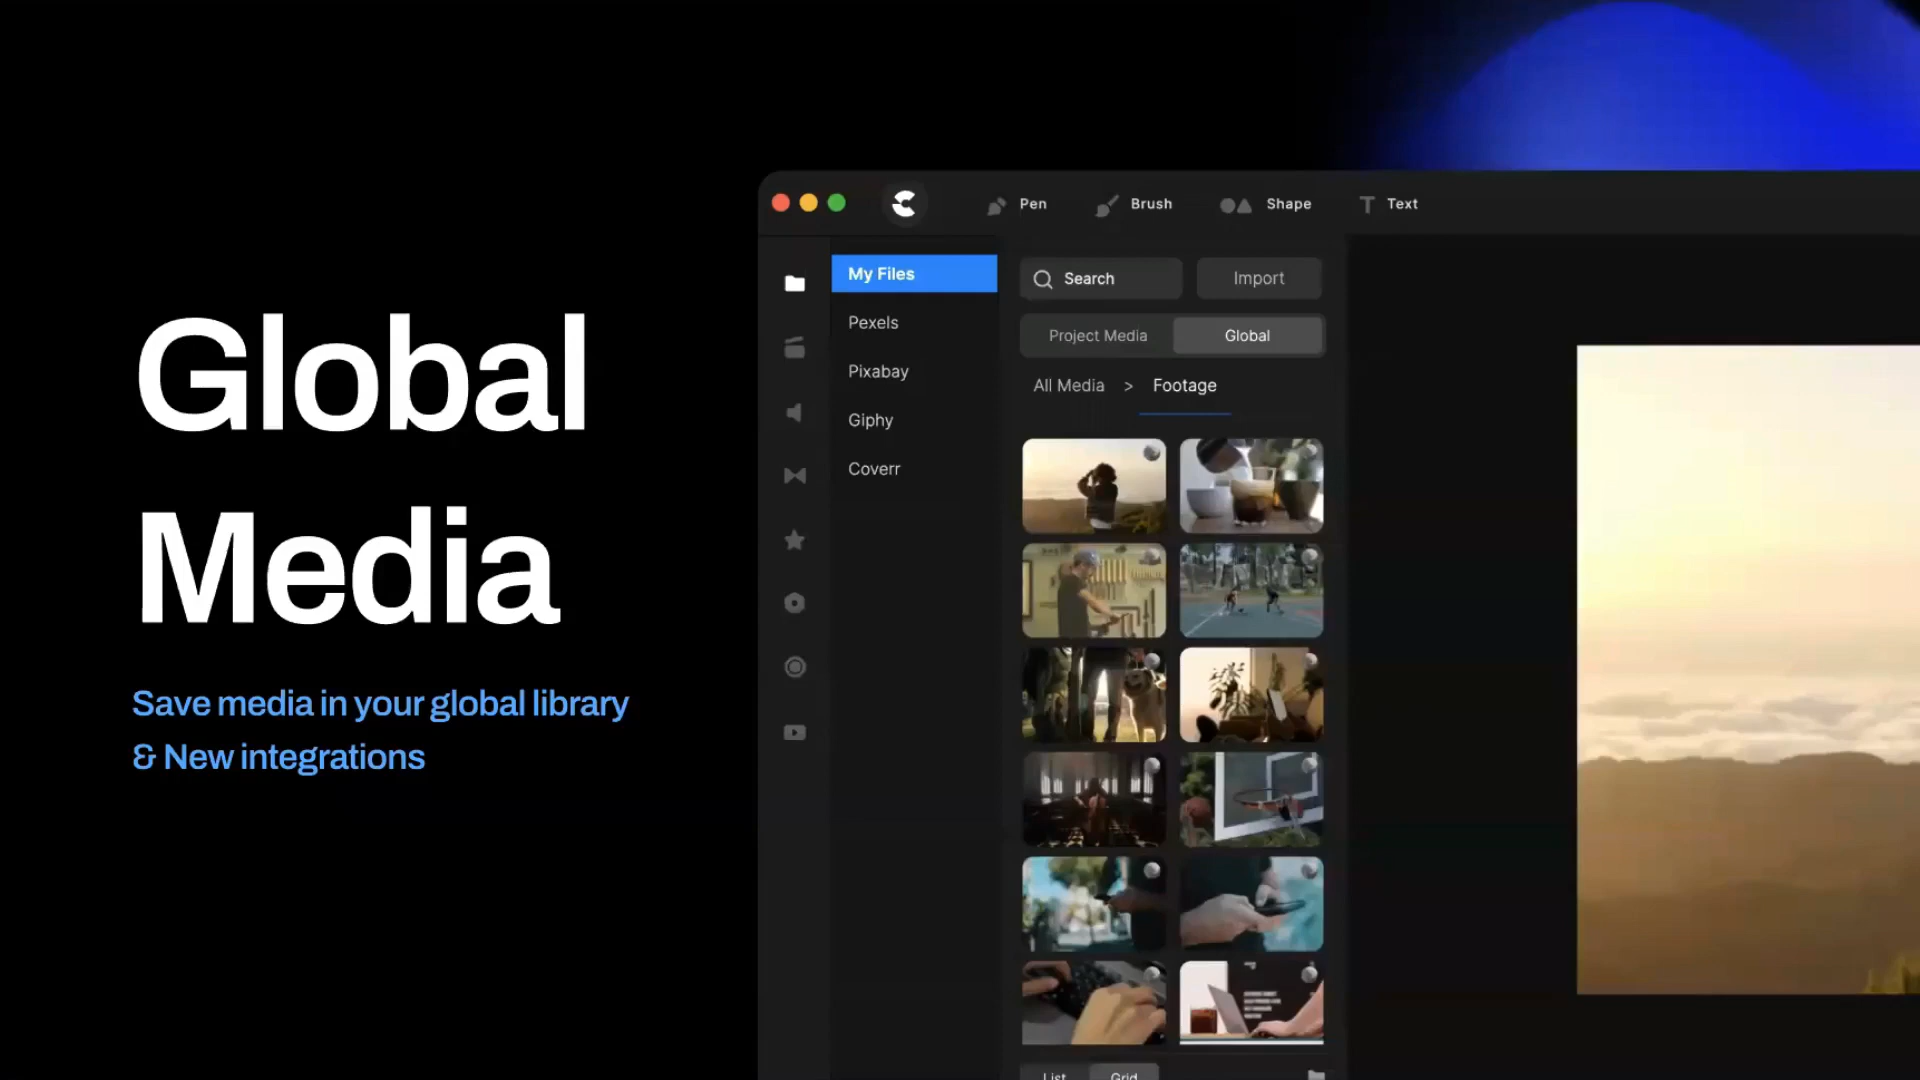 Global
Media
Save media in your global library
& New integrations
Pen
Brush
Shape
Text
My Files
Pexels
Pixabay
Giphy
Coverr
Search
Import
Project Media
Global
All Media > Footage
List
Grid